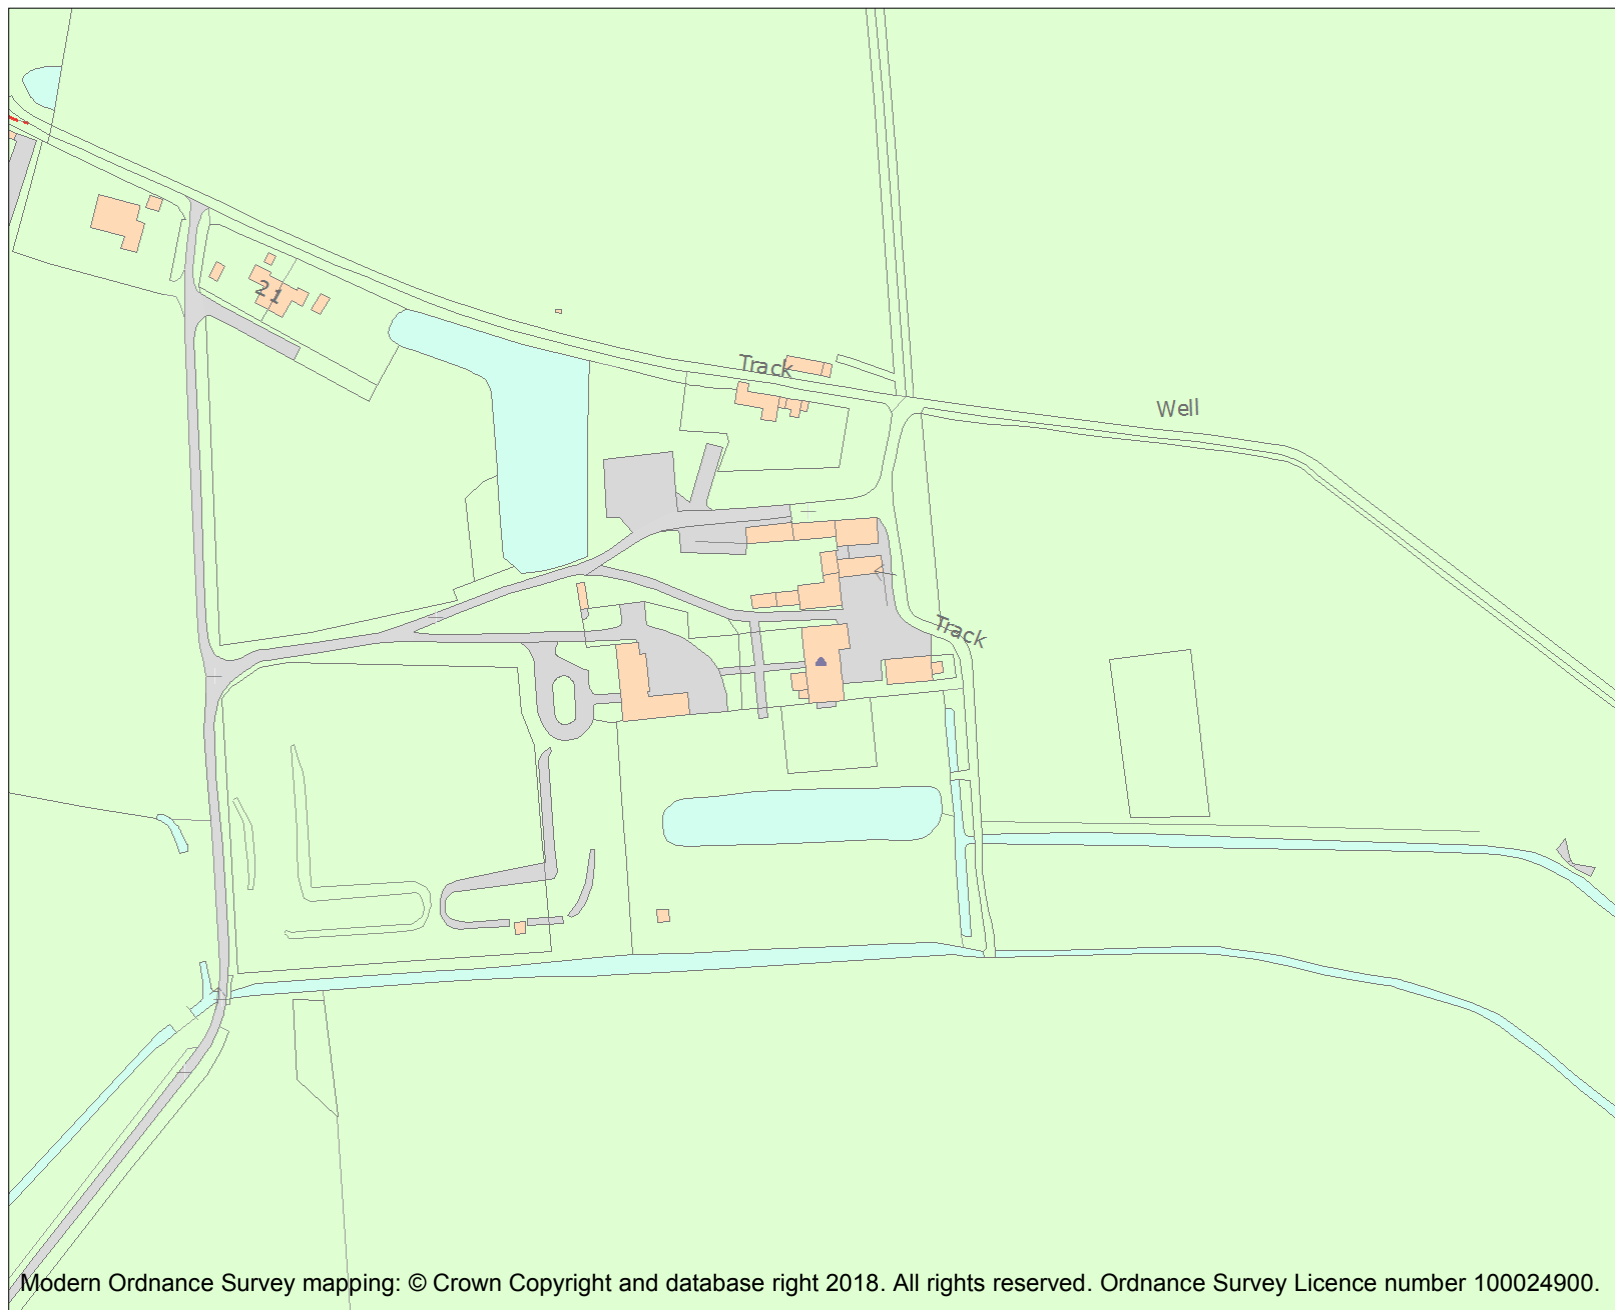 21
Track
Well
Track
Modern Ordnance Survey mapping: © Crown Copyright and database right 2018. All rights reserved. Ordnance Survey Licence number 100024900.